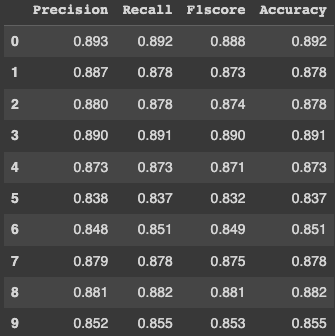 Precision Recall F1score Accuracy
0 0.893 0.892 0.888 0.892
1 0.887 0.878 0.873 0.878
2 0.880 0.878 0.874 0.878
3 0.890 0.891 0.890 0.891
4 0.873 0.873 0.871 0.873
5 0.838 0.837 0.832 0.837
6 0.848 0.851 0.849 0.851
7 0.879 0.878 0.875 0.878
8 0.881 0.882 0.881 0.882
9 0.852 0.855 0.853 0.855